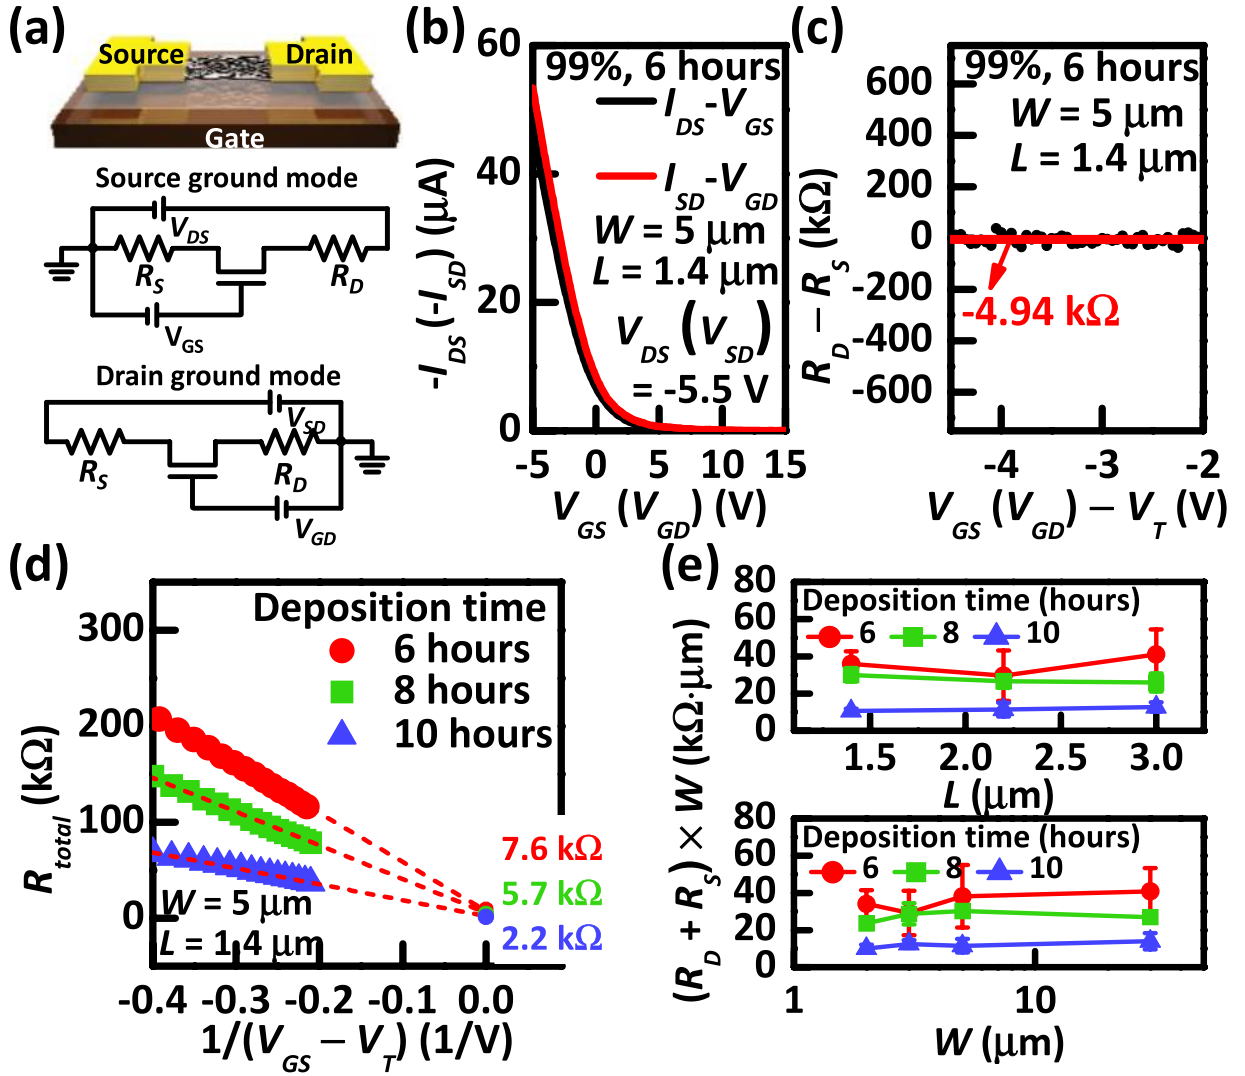 (a)
Source
Drain
Gate
Source ground mode
V_DS
R_S
R_D
V_GS
Drain ground mode
V_SD
R_S
R_D
V_GD
(b)
60
40
20
0
-I_DS (-I_SD) (μA)
99%, 6 hours
I_DS-V_GS
I_SD-V_GD
W = 5 μm
L = 1.4 μm
V_DS (V_SD)
= -5.5 V
-5 0 5 10 15
V_GS (V_GD) (V)
(c)
600
400
200
0
-200
-400
-600
R_D − R_S (kΩ)
99%, 6 hours
W = 5 μm
L = 1.4 μm
-4.94 kΩ
-4 -3 -2
V_GS (V_GD) − V_T (V)
(d)
300
200
100
0
R_total (kΩ)
Deposition time
6 hours
8 hours
10 hours
7.6 kΩ
5.7 kΩ
2.2 kΩ
W = 5 μm
L = 1.4 μm
-0.4 -0.3 -0.2 -0.1 0.0
1/(V_GS − V_T) (1/V)
(e)
(R_D + R_S) × W (kΩ·μm)
80
60
40
20
0
Deposition time (hours)
6 8 10
1.5 2.0 2.5 3.0
L (μm)
80
60
40
20
0
Deposition time (hours)
6 8 10
1 10
W (μm)